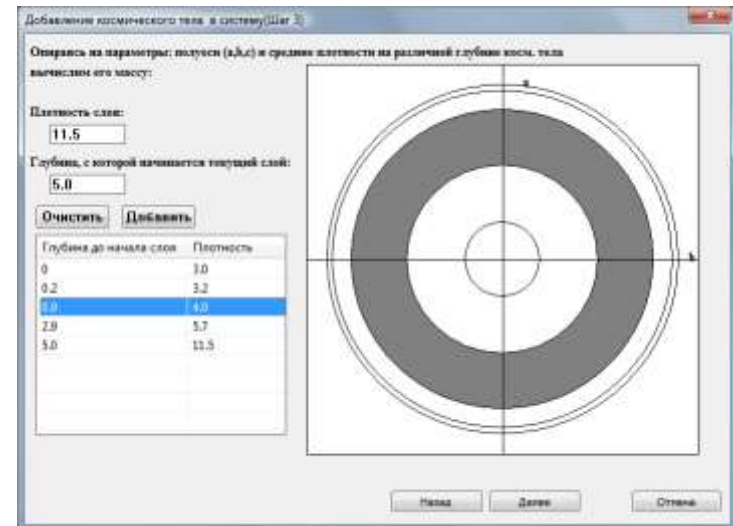 Добавление космического тела в систему(Шаг 3)
Опираясь на параметры: полуоси (a,b,c) и средние плотности на различной глубине косм. тела
вычислим его массу:
Плотность слоя:
11.5
Глубина, с которой начинается текущий слой:
5.0
Очистить Добавить
Глубина до начала слоя Плотность
0 3.0
0.2 3.2
4.0
2.9 5.7
5.0 11.5
b
Назад Далее Отмена